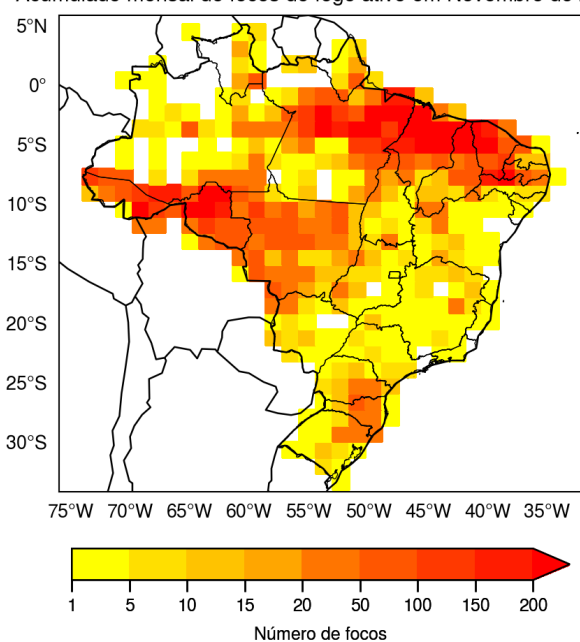 Acumulado mensal de focos de fogo ativo em Novembro de
5°N
0°
5°S
10°S
15°S
20°S
25°S
30°S
75°W 70°W 65°W 60°W 55°W 50°W 45°W 40°W 35°W
1 5 10 15 20 50 100 150 200
Número de focos